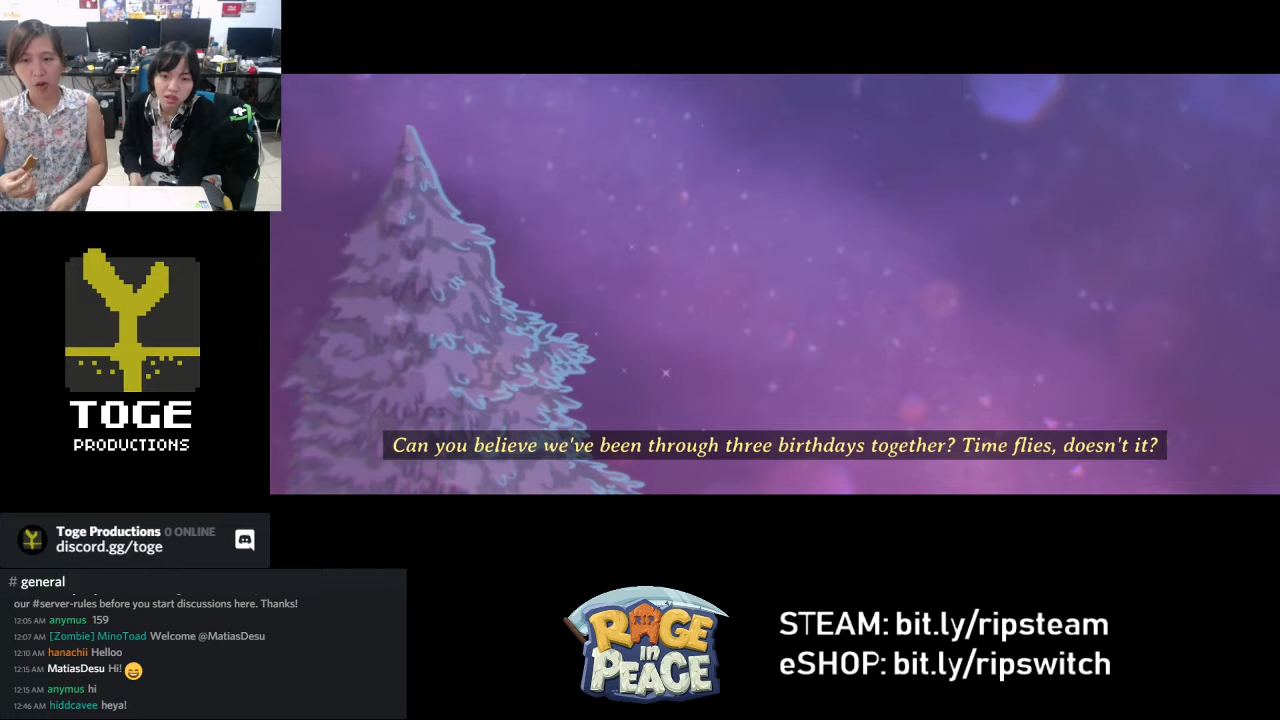 Can you believe we've been through three birthdays together? Time flies, doesn't it?
TOGE
PRODUCTIONS
Toge Productions 0 ONLINE
discord.gg/toge
# general
our #server-rules before you start discussions here. Thanks!
12:05 AM anymus 159
12:07 AM [Zombie] MinoToad Welcome @MatiasDesu
12:10 AM hanachii Helloo
12:15 AM MatiasDesu Hi!
12:15 AM anymus hi
12:46 AM hiddcavee heya!
RIP
RAGE
in
PEACE
STEAM: bit.ly/ripsteam
eSHOP: bit.ly/ripswitch